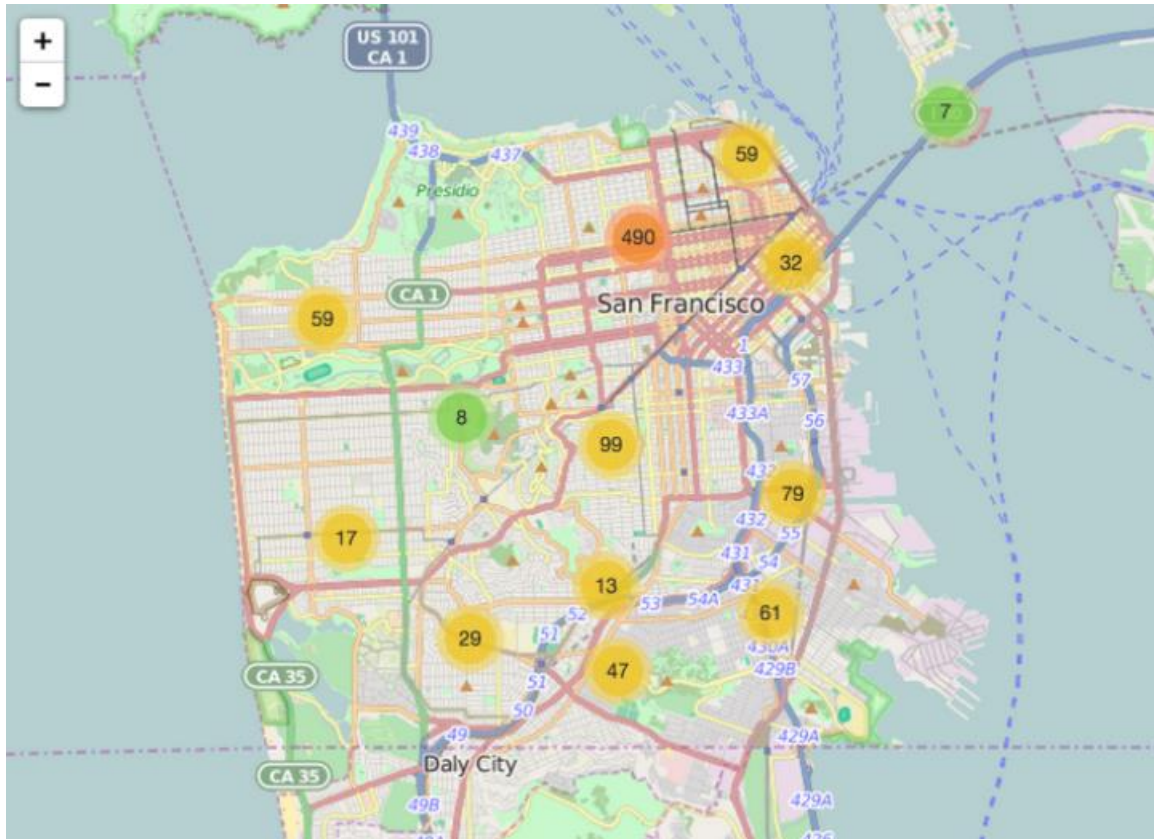 +
−
US 101
CA 1
7
439
438
437
59
Presidio
490
32
CA 1
San Francisco
59
1
433
57
8
433A
56
99
432
79
17
432
55
431
54
13
431
53
54A
52
61
29
51
430A
47
429B
51
CA 35
50
49
429A
Daly City
CA 35
49B
429A